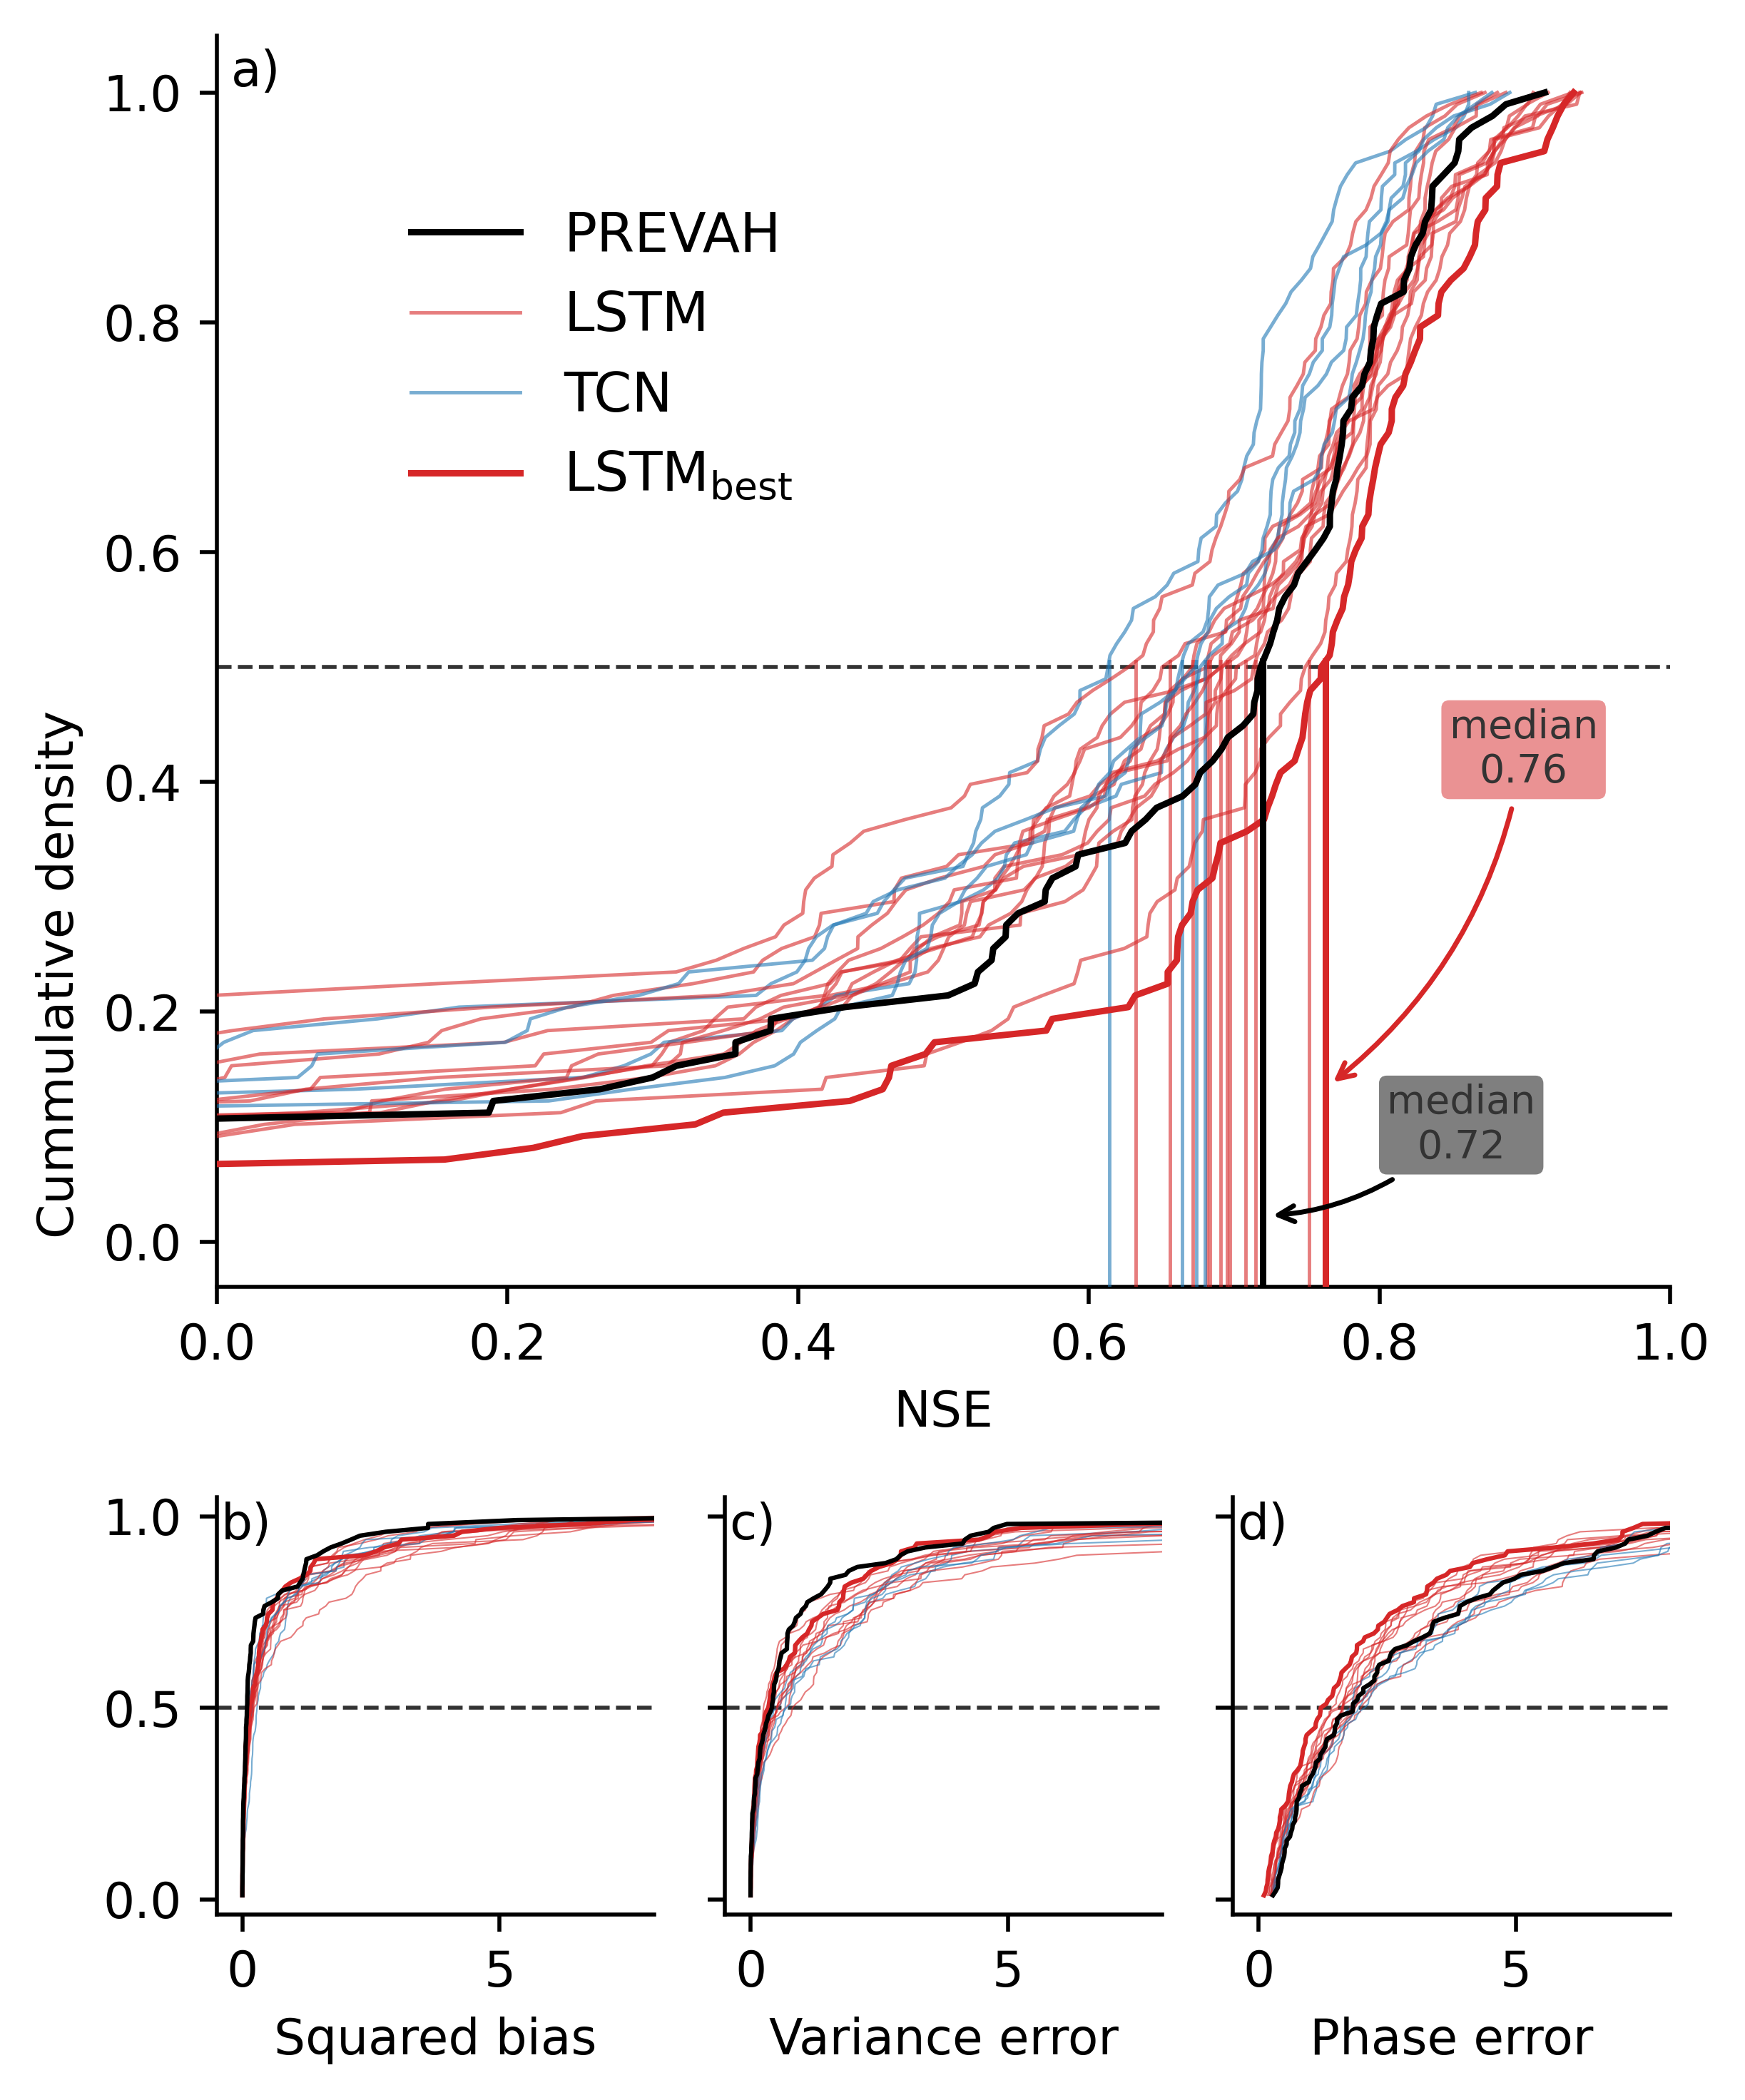 a)
1.0
0.8
0.6
0.4
0.2
0.0
Cummulative density
PREVAH
LSTM
TCN
LSTM_best
median
0.76
median
0.72
0.0 0.2 0.4 0.6 0.8 1.0
NSE
b) c) d)
1.0
0.5
0.0
0 5 0 5 0 5
Squared bias Variance error Phase error